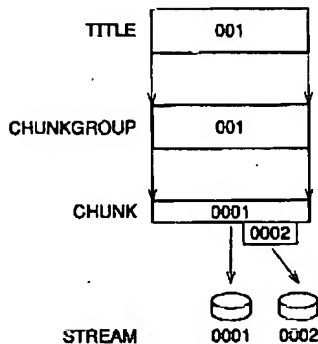 TITLE 001
CHUNKGROUP 001
CHUNK 0001
0002
STREAM 0001 0002